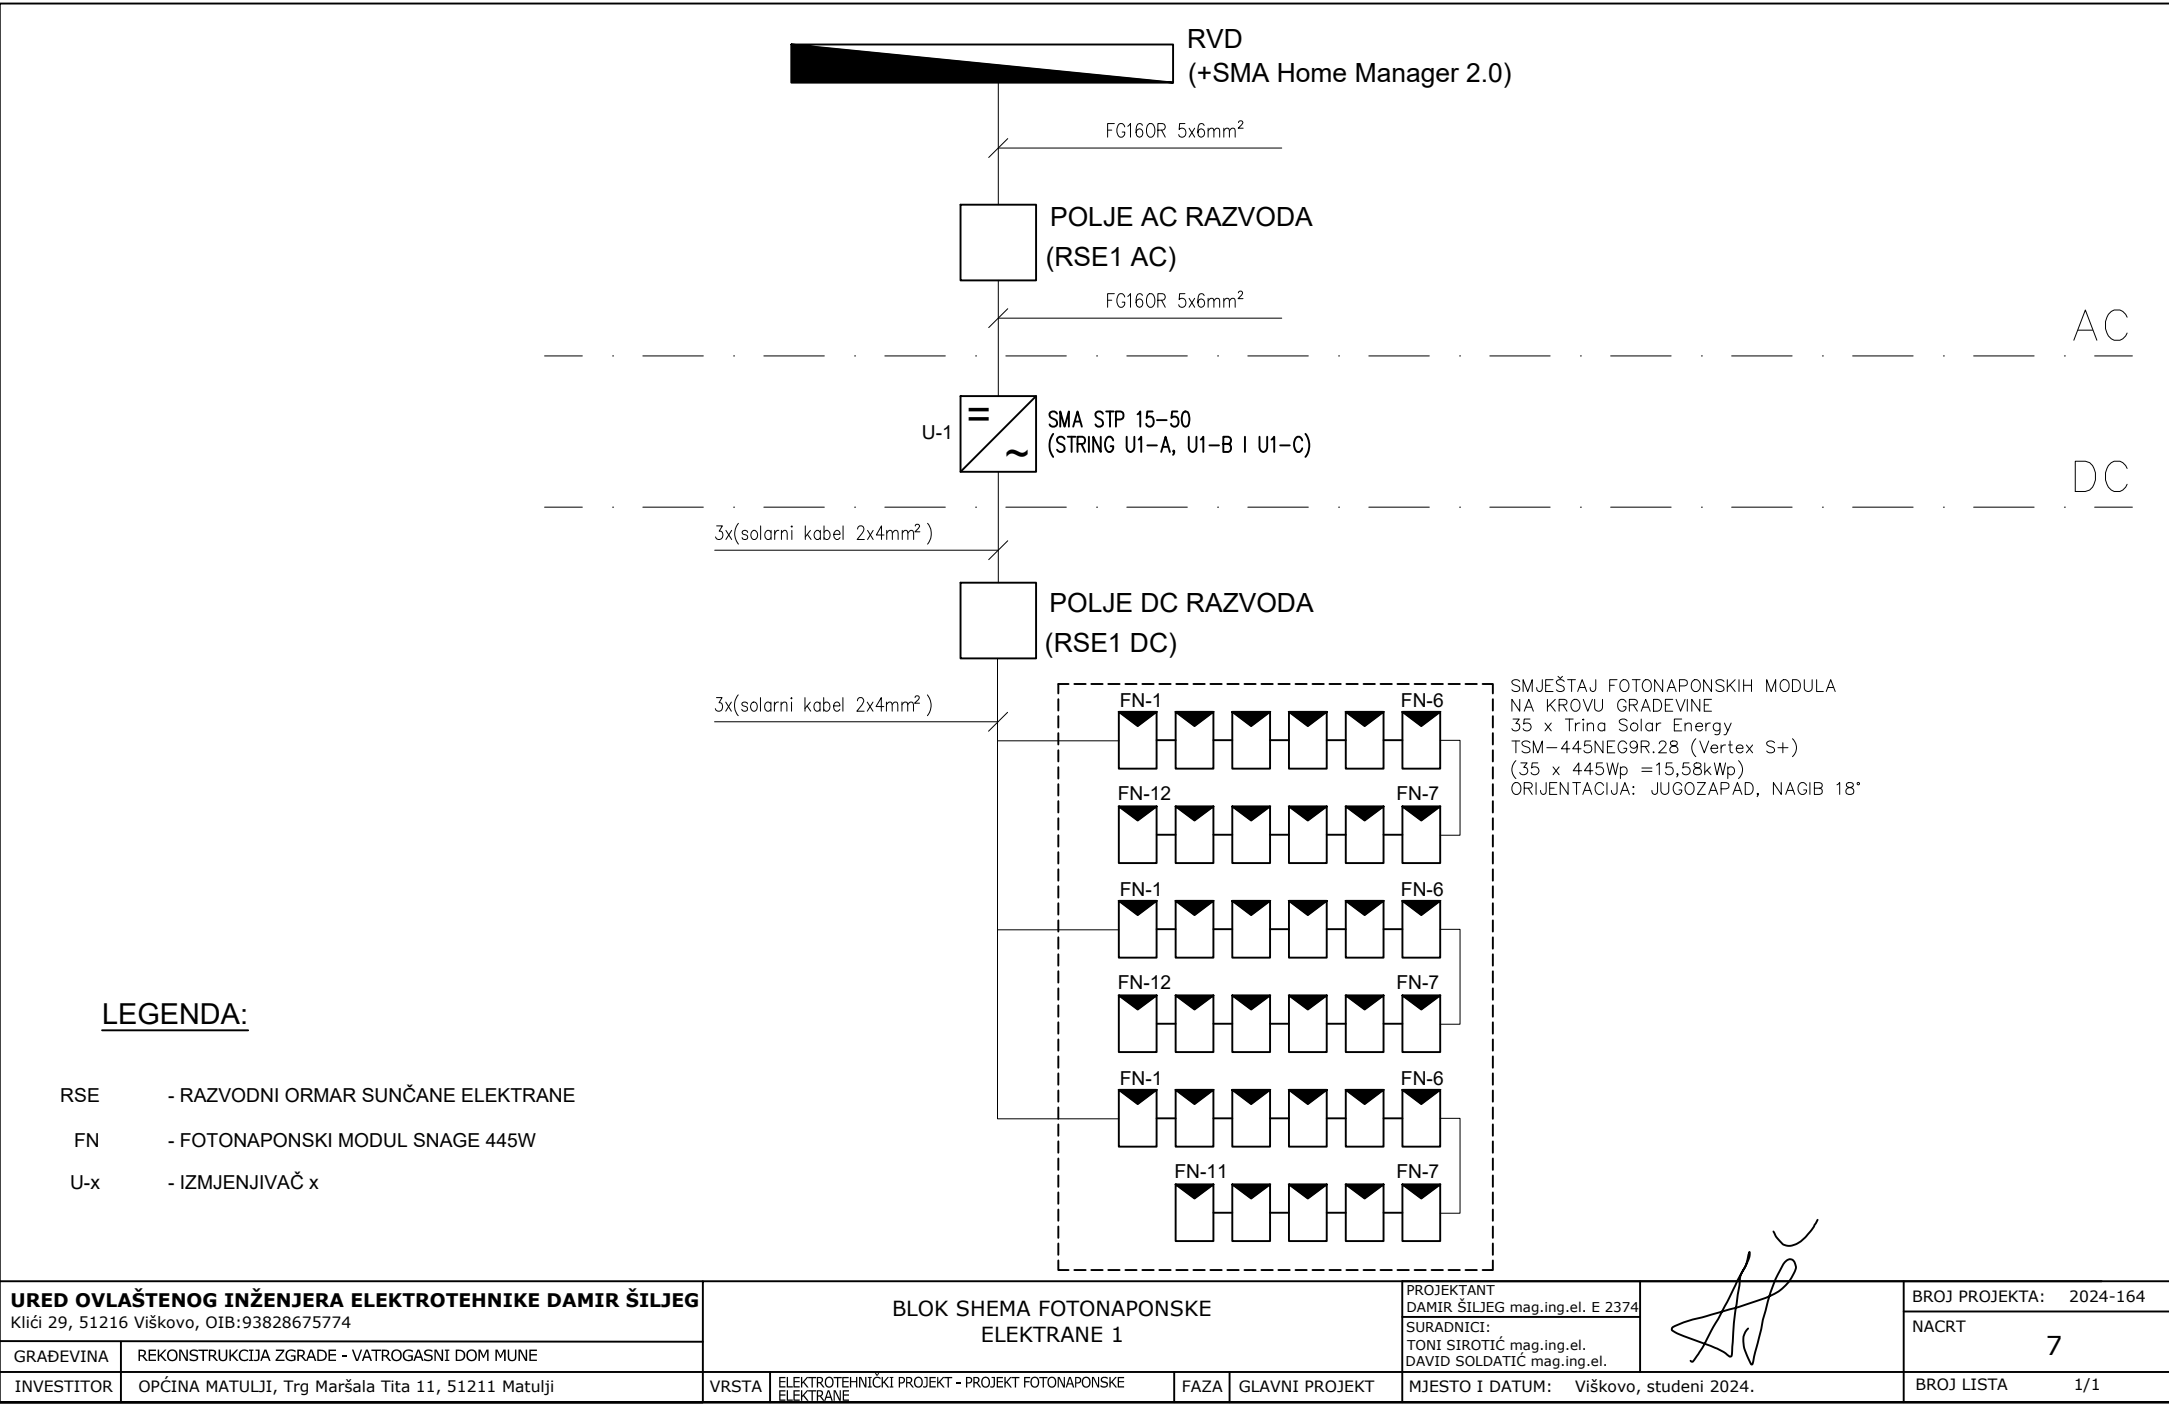 RVD
(+SMA Home Manager 2.0)
FG16OR 5x6mm²
POLJE AC RAZVODA
(RSE1 AC)
FG16OR 5x6mm²
AC
U-1
=
~
SMA STP 15-50
(STRING U1-A, U1-B I U1-C)
DC
3x(solarni kabel 2x4mm²)
POLJE DC RAZVODA
(RSE1 DC)
3x(solarni kabel 2x4mm²)
SMJEŠTAJ FOTONAPONSKIH MODULA
NA KROVU GRAĐEVINE
35 x Trina Solar Energy
TSM-445NEG9R.28 (Vertex S+)
(35 x 445Wp =15,58kWp)
ORIJENTACIJA: JUGOZAPAD, NAGIB 18°
FN-1 FN-6
FN-12 FN-7
FN-1 FN-6
FN-12 FN-7
FN-1 FN-6
FN-11 FN-7
LEGENDA:
RSE - RAZVODNI ORMAR SUNČANE ELEKTRANE
FN - FOTONAPONSKI MODUL SNAGE 445W
U-x - IZMJENJIVAČ x
URED OVLAŠTENOG INŽENJERA ELEKTROTEHNIKE DAMIR ŠILJEG
Klići 29, 51216 Viškovo, OIB:93828675774
GRAĐEVINA REKONSTRUKCIJA ZGRADE - VATROGASNI DOM MUNE
INVESTITOR OPĆINA MATULJI, Trg Maršala Tita 11, 51211 Matulji
BLOK SHEMA FOTONAPONSKE
ELEKTRANE 1
VRSTA ELEKTROTEHNIČKI PROJEKT - PROJEKT FOTONAPONSKE
ELEKTRANE
FAZA GLAVNI PROJEKT
PROJEKTANT
DAMIR ŠILJEG mag.ing.el. E 2374
SURADNICI:
TONI SIROTIĆ mag.ing.el.
DAVID SOLDATIĆ mag.ing.el.
MJESTO I DATUM: Viškovo, studeni 2024.
BROJ PROJEKTA: 2024-164
NACRT
7
BROJ LISTA 1/1